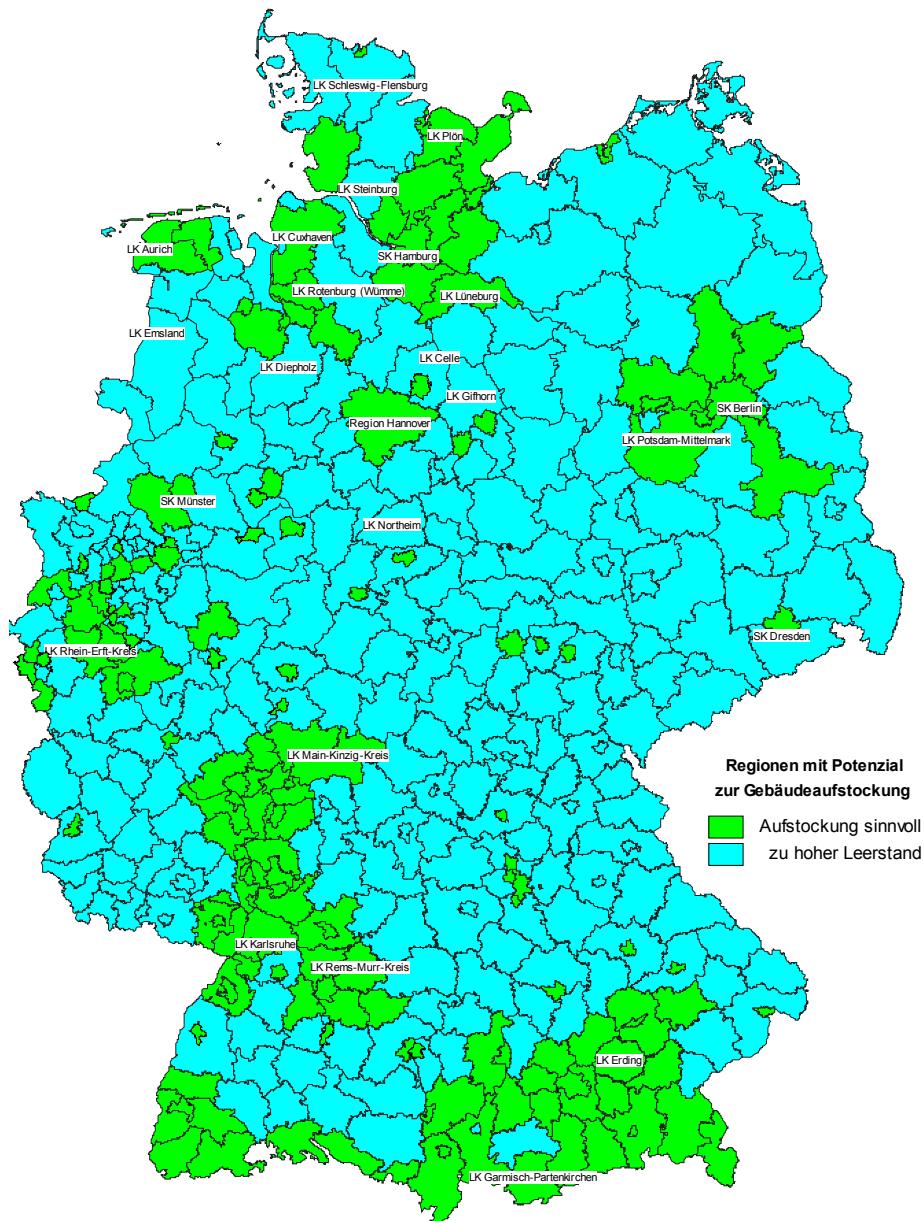 LK Schleswig-Flensburg
LK Plön
LK Steinburg
LK Cuxhaven
LK Aurich
SK Hamburg
LK Rotenburg (Wümme)
LK Lüneburg
LK Emsland
LK Celle
LK Diepholz
LK Gifhorn
SK Berlin
Region Hannover
LK Potsdam-Mittelmark
SK Münster
LK Northeim
SK Dresden
LK Rhein-Erft-Kreis
LK Main-Kinzig-Kreis
Regionen mit Potenzial
zur Gebäudeaufstockung
Aufstockung sinnvoll
zu hoher Leerstand
LK Karlsruhe
LK Rems-Murr-Kreis
LK Erding
LK Garmisch-Partenkirchen